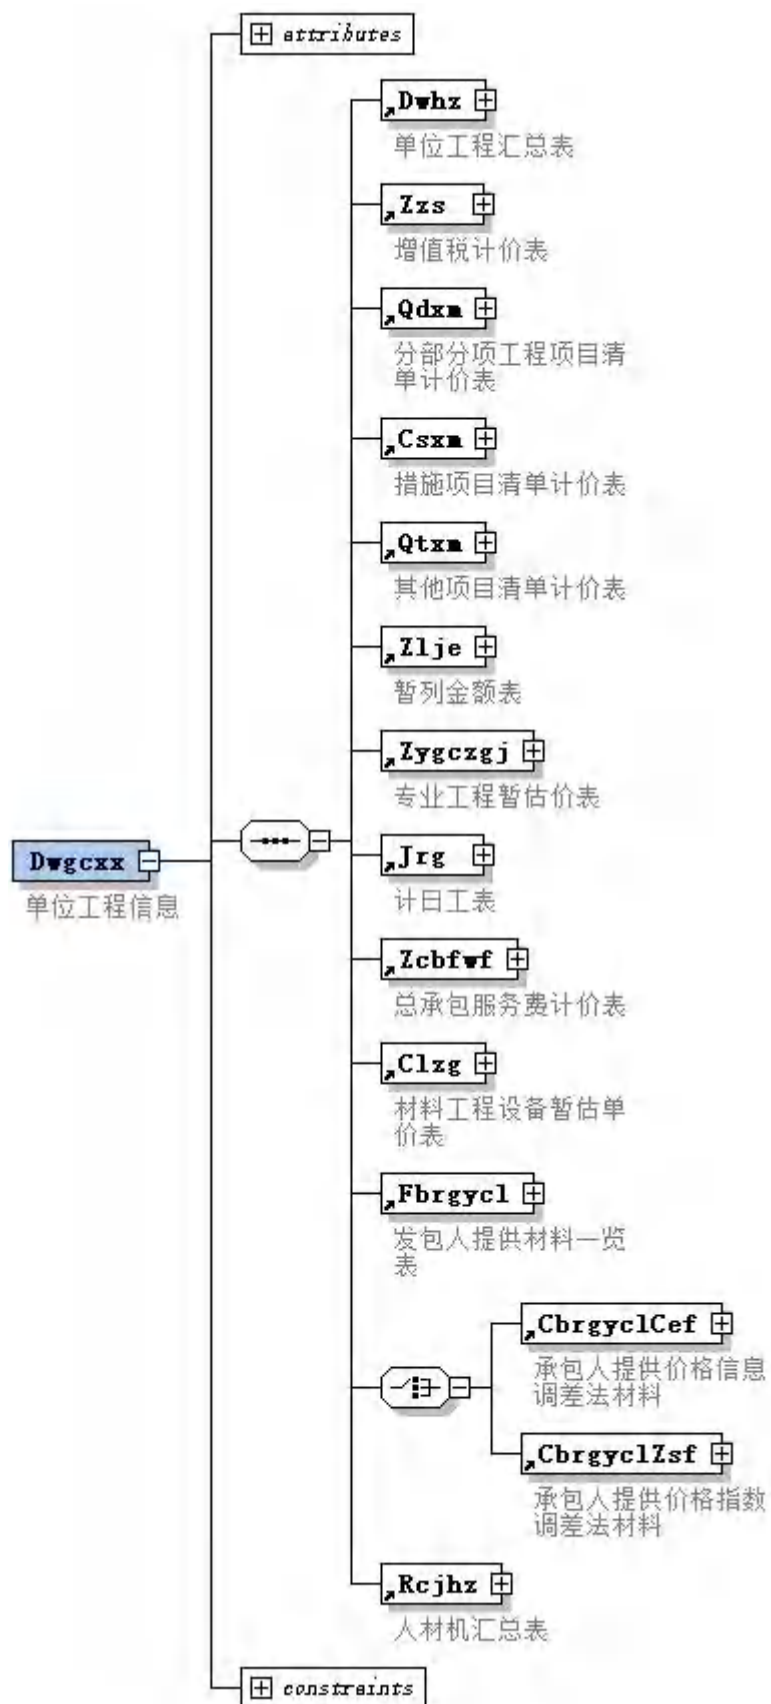 attributes
Dwhz
单位工程汇总表
Zzs
增值税计价表
Qdxm
分部分项工程项目清
单计价表
Csxm
措施项目清单计价表
Qtxm
其他项目清单计价表
Zlje
暂列金额表
Zygczgj
专业工程暂估价表
Dwgcxx
单位工程信息
Jrg
计日工表
Zcbfwf
总承包服务费计价表
Clzg
材料工程设备暂估单
价表
Fbrgycl
发包人提供材料一览
表
CbrgyclCef
承包人提供价格信息
调差法材料
CbrgyclZsf
承包人提供价格指数
调差法材料
Rcjhz
人材机汇总表
constraints